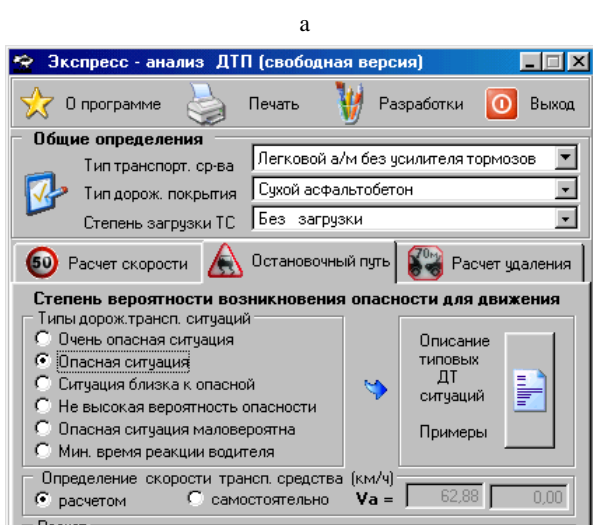 а
Экспресс - анализ ДТП (свободная версия)
О программе Печать Разработки Выход
Общие определения
Тип транспорт. ср-ва Легковой а/м без усилителя тормозов
Тип дорож. покрытия Сухой асфальтобетон
Степень загрузки ТС Без загрузки
50 Расчет скорости Остановочный путь 70м Расчет удаления
Степень вероятности возникновения опасности для движения
Типы дорож.трансп. ситуаций
Очень опасная ситуация
Опасная ситуация
Ситуация близка к опасной
Не высокая вероятность опасности
Опасная ситуация маловероятна
Мин. время реакции водителя
Описание
типовых
ДТ
ситуаций
Примеры
Определение скорости трансп. средства (км/ч)
расчетом самостоятельно Va = 62,88 0,00